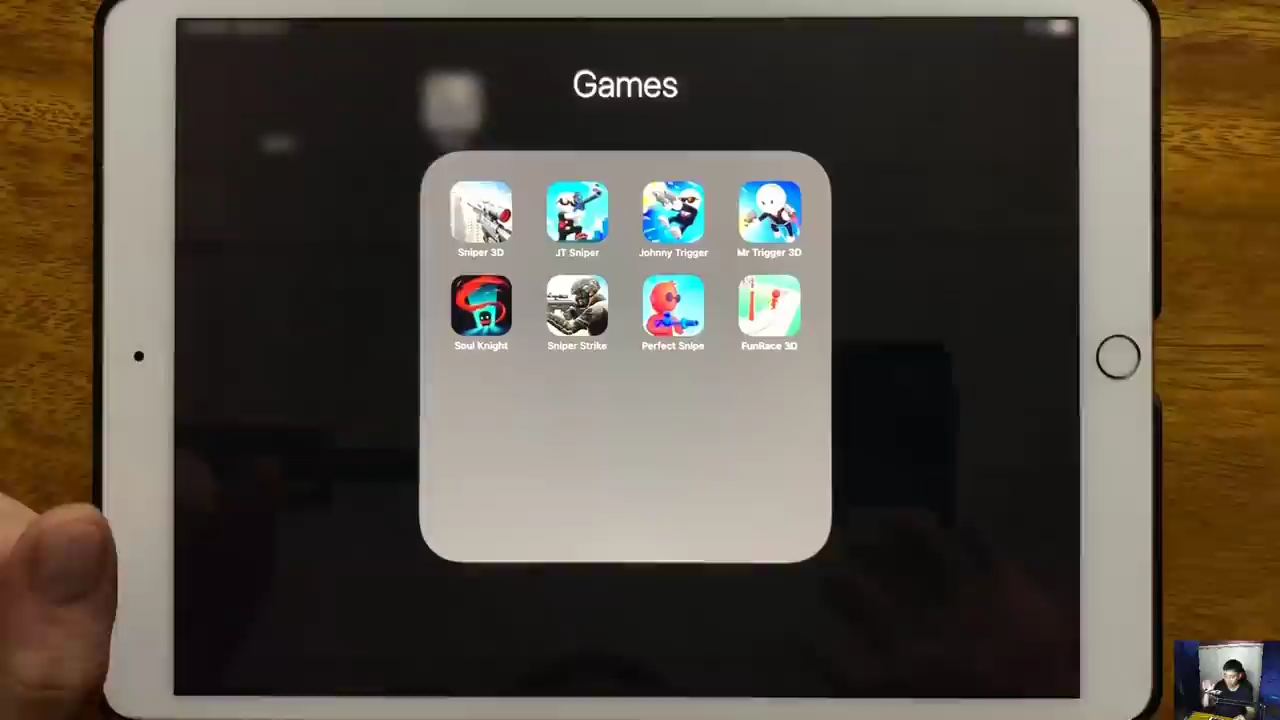 Games
Sniper 3D
JT Sniper
Johnny Trigger
Mr Trigger 3D
Soul Knight
Sniper Strike
Perfect Snipe
FunRace 3D